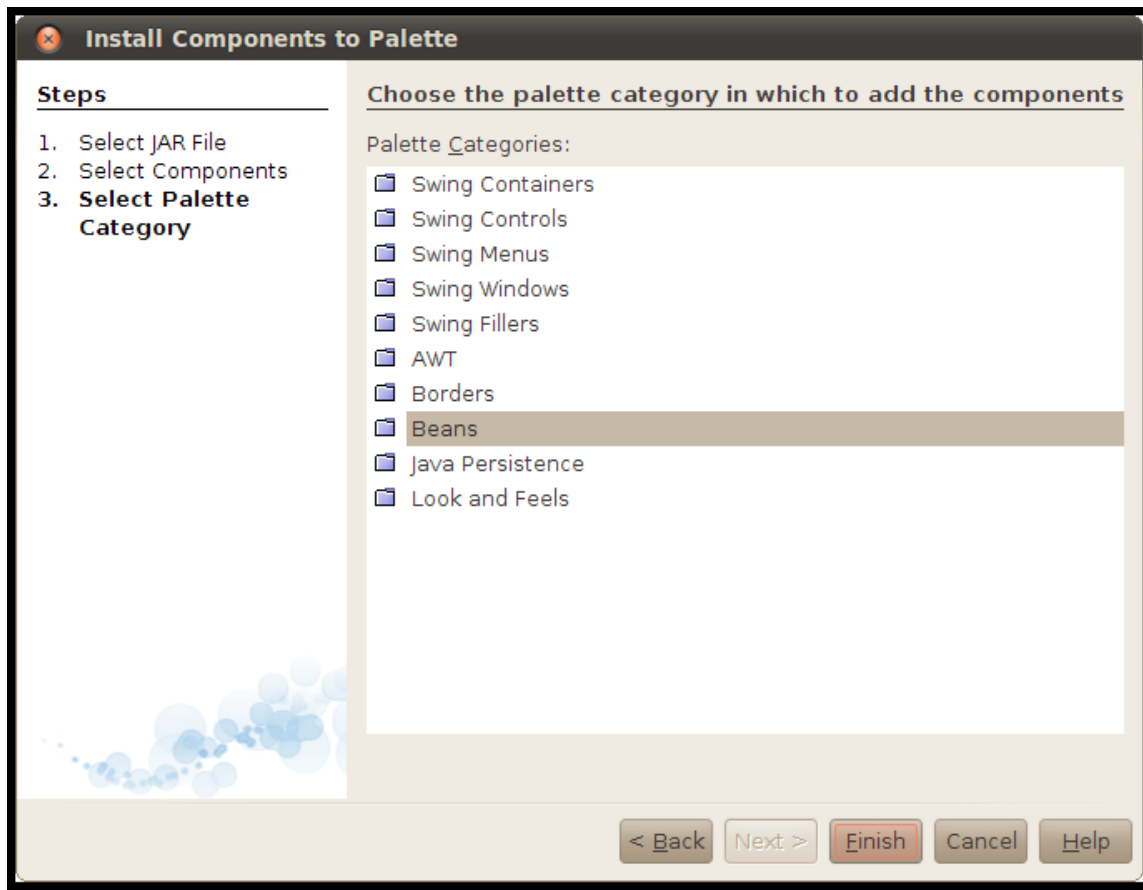 Install Components to Palette
Steps
1. Select JAR File
2. Select Components
3. Select Palette
Category
Choose the palette category in which to add the components
Palette Categories:
Swing Containers
Swing Controls
Swing Menus
Swing Windows
Swing Fillers
AWT
Borders
Beans
Java Persistence
Look and Feels
< Back Next > Finish Cancel Help